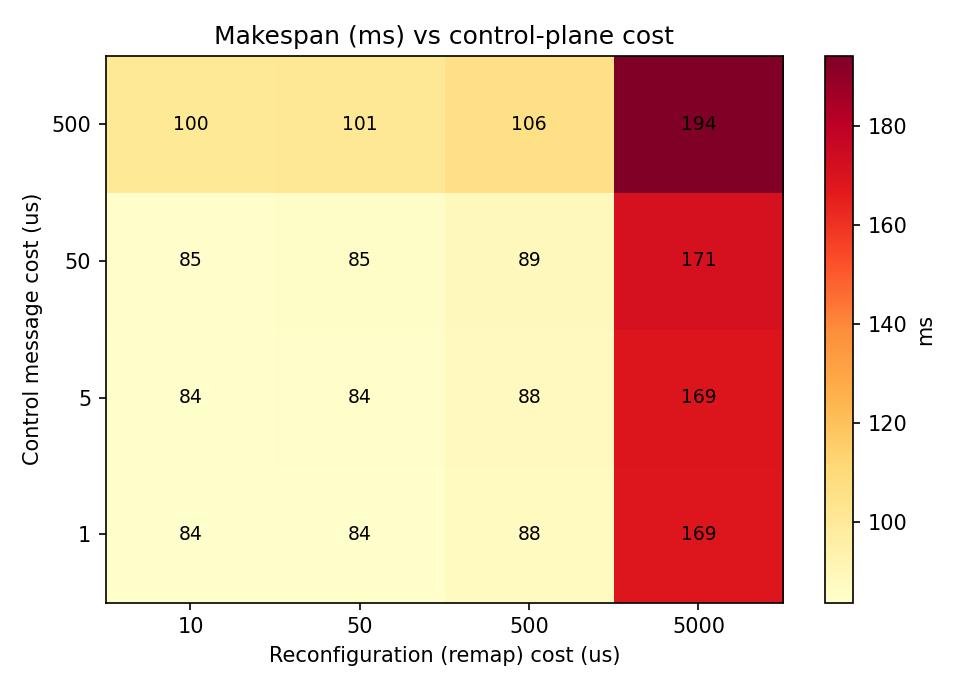 Makespan (ms) vs control-plane cost
Control message cost (us)
500 100 101 106 194
50 85 85 89 171
5 84 84 88 169
1 84 84 88 169
10 50 500 5000
Reconfiguration (remap) cost (us)
180
160
140
120
100
ms